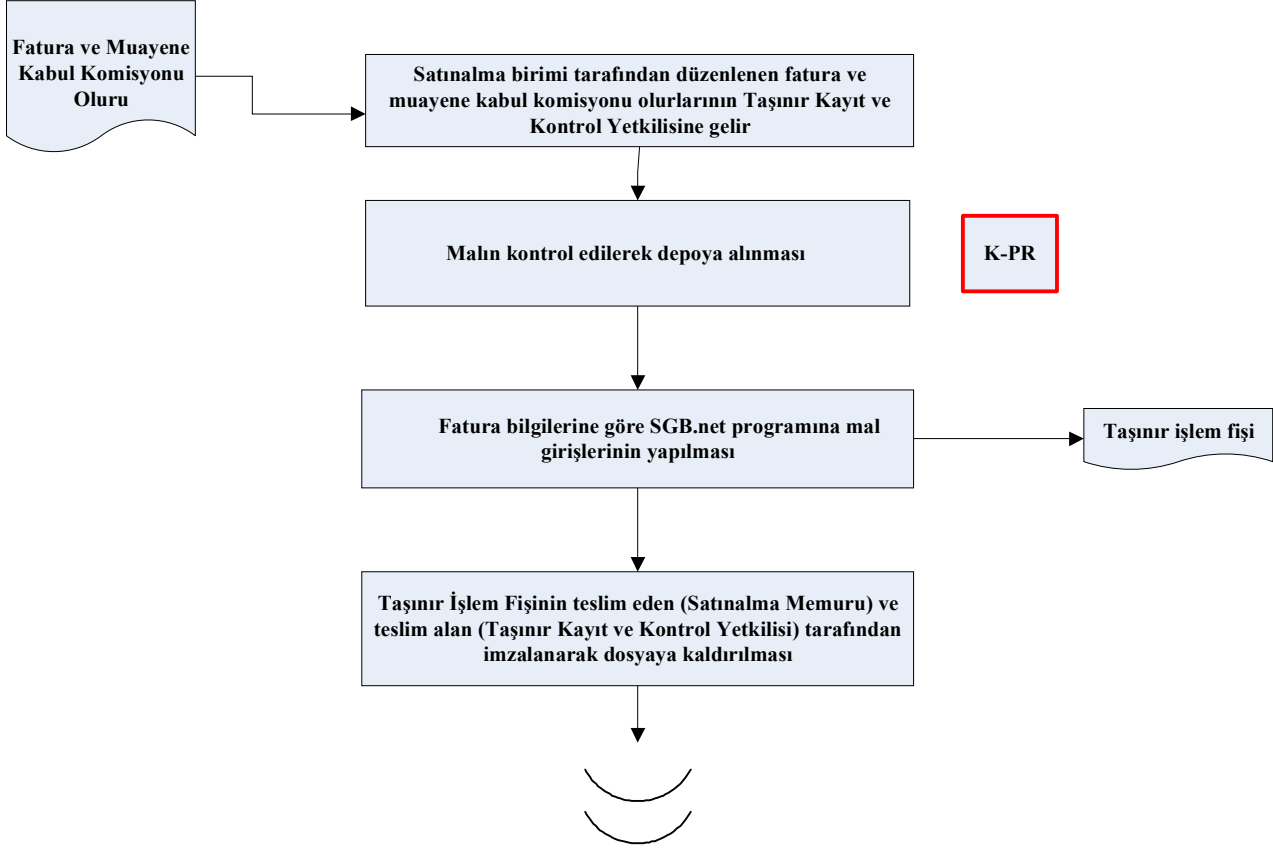 Fatura ve Muayene
Kabul Komisyonu
Oluru
Satınalma birimi tarafından düzenlenen fatura ve
muayene kabul komisyonu olurlarının Taşınır Kayıt ve
Kontrol Yetkilisine gelir
Malın kontrol edilerek depoya alınması
K-PR
Fatura bilgilerine göre SGB.net programına mal
girişlerinin yapılması
Taşınır işlem fişi
Taşınır İşlem Fişinin teslim eden (Satınalma Memuru) ve
teslim alan (Taşınır Kayıt ve Kontrol Yetkilisi) tarafından
imzalanarak dosyaya kaldırılması